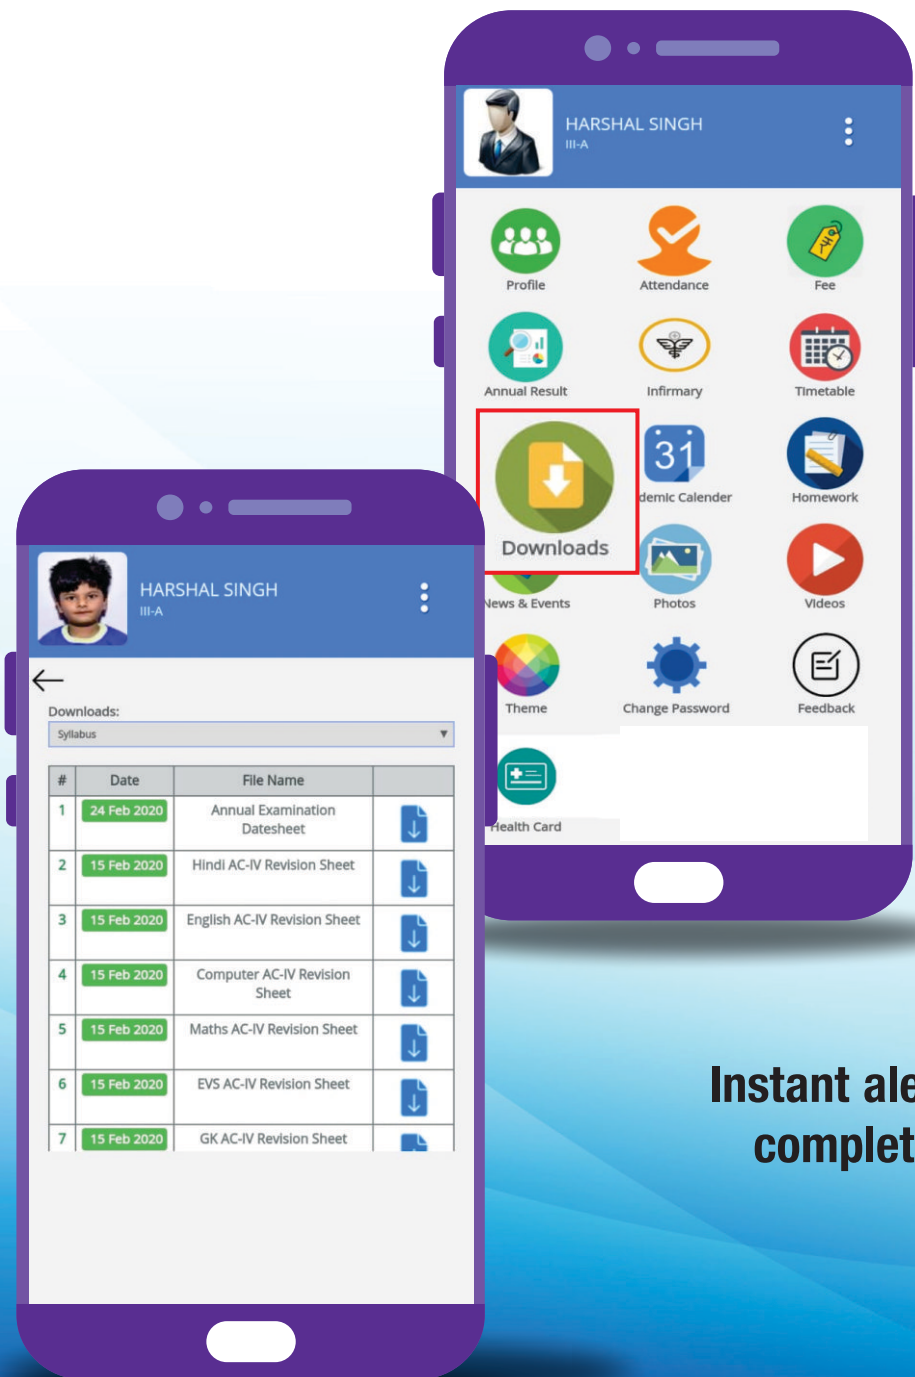 HARSHAL SINGH
III-A
Profile
Attendance
Fee
Annual Result
Infirmary
Timetable
31
demic Calender
Homework
Downloads
News & Events
Photos
Videos
Theme
Change Password
Feedback
Health Card
HARSHAL SINGH
III-A
Downloads:
Syllabus
# Date File Name
1 24 Feb 2020 Annual Examination
Datesheet
2 15 Feb 2020 Hindi AC-IV Revision Sheet
3 15 Feb 2020 English AC-IV Revision Sheet
4 15 Feb 2020 Computer AC-IV Revision
Sheet
5 15 Feb 2020 Maths AC-IV Revision Sheet
6 15 Feb 2020 EVS AC-IV Revision Sheet
7 15 Feb 2020 GK AC-IV Revision Sheet
Instant ale
complet